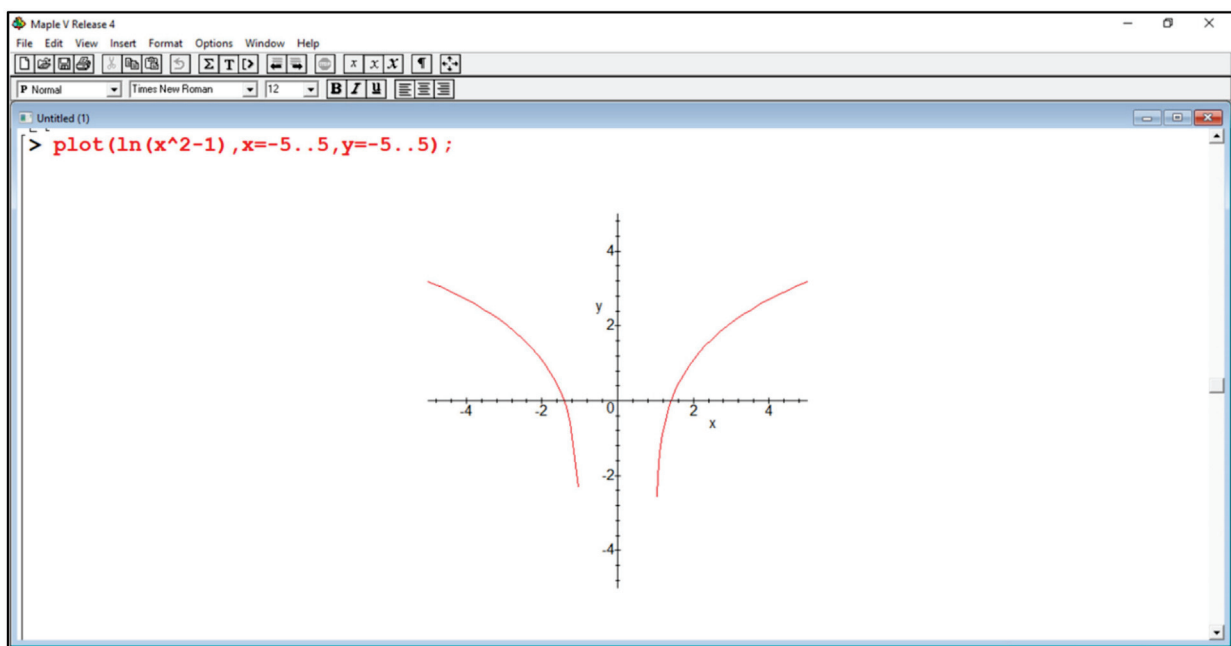 Maple V Release 4
File Edit View Insert Format Options Window Help
Σ T [> x x x ¶
P Normal Times New Roman 12 B I U
Untitled (1)
> plot(ln(x^2-1),x=-5..5,y=-5..5);
4
y
2
-4 -2 0 2 4
x
-2
-4